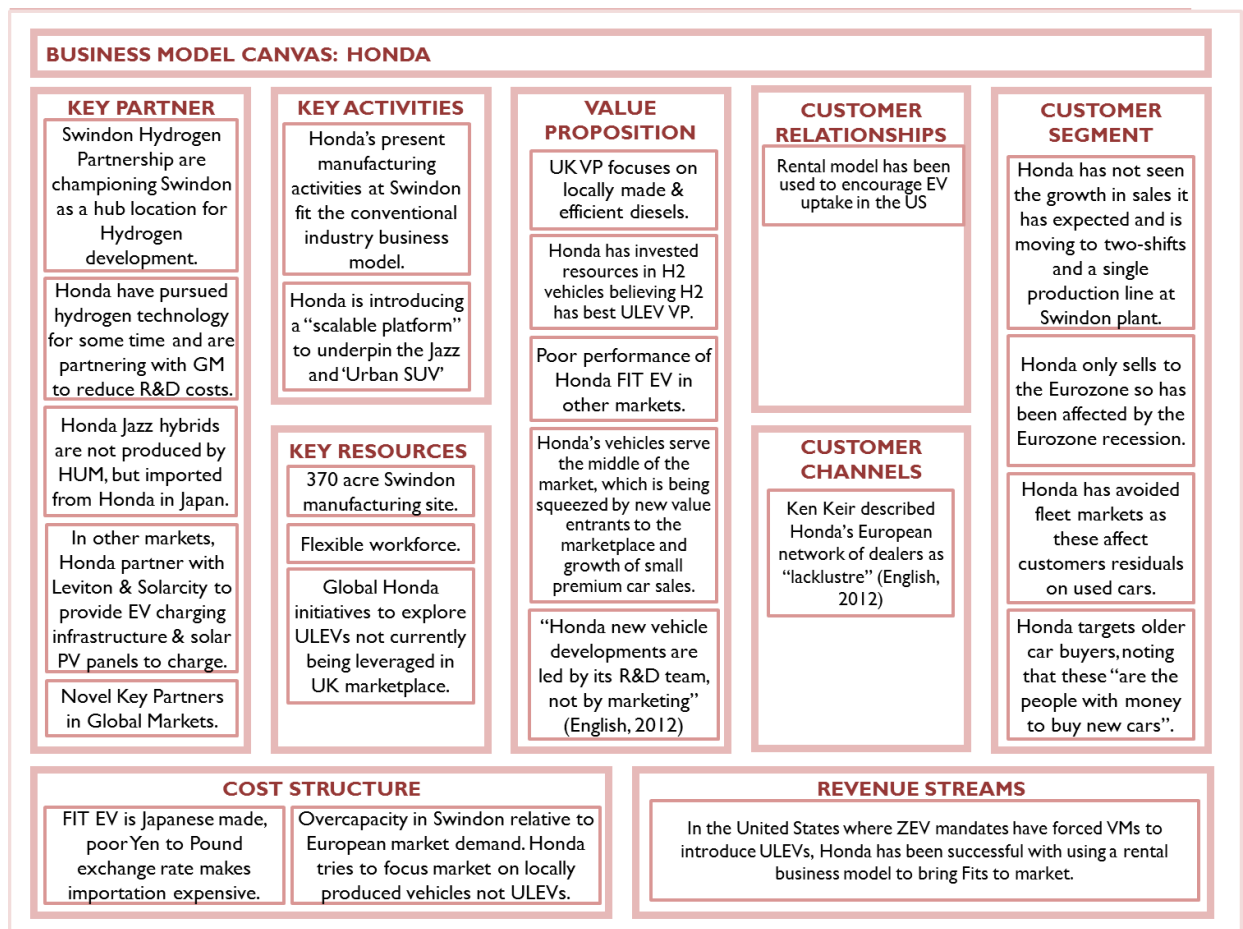 BUSINESS MODEL CANVAS: HONDA
KEY PARTNER
Swindon Hydrogen
Partnership are
championing Swindon
as a hub location for
Hydrogen
development.
Honda have pursued
hydrogen technology
for some time and are
partnering with GM
to reduce R&D costs.
Honda Jazz hybrids
are not produced by
HUM, but imported
from Honda in Japan.
In other markets,
Honda partner with
Leviton & Solarcity to
provide EV charging
infrastructure & solar
PV panels to charge.
Novel Key Partners
in Global Markets.
KEY ACTIVITIES
Honda's present
manufacturing
activities at Swindon
fit the conventional
industry business
model.
Honda is introducing
a "scalable platform"
to underpin the Jazz
and 'Urban SUV'
KEY RESOURCES
370 acre Swindon
manufacturing site.
Flexible workforce.
Global Honda
initiatives to explore
ULEVs not currently
being leveraged in
UK marketplace.
VALUE
PROPOSITION
UK VP focuses on
locally made &
efficient diesels.
Honda has invested
resources in H2
vehicles believing H2
has best ULEV VP.
Poor performance of
Honda FIT EV in
other markets.
Honda's vehicles serve
the middle of the
market, which is being
squeezed by new value
entrants to the
marketplace and
growth of small
premium car sales.
"Honda new vehicle
developments are
led by its R&D team,
not by marketing"
(English, 2012)
CUSTOMER
RELATIONSHIPS
Rental model has been
used to encourage EV
uptake in the US
CUSTOMER
CHANNELS
Ken Keir described
Honda's European
network of dealers as
"lacklustre" (English,
2012)
CUSTOMER
SEGMENT
Honda has not seen
the growth in sales it
has expected and is
moving to two-shifts
and a single
production line at
Swindon plant.
Honda only sells to
the Eurozone so has
been affected by the
Eurozone recession.
Honda has avoided
fleet markets as
these affect
customers residuals
on used cars.
Honda targets older
car buyers, noting
that these "are the
people with money
to buy new cars".
COST STRUCTURE
FIT EV is Japanese made,
poor Yen to Pound
exchange rate makes
importation expensive.
Overcapacity in Swindon relative to
European market demand. Honda
tries to focus market on locally
produced vehicles not ULEVs.
REVENUE STREAMS
In the United States where ZEV mandates have forced VMs to
introduce ULEVs, Honda has been successful with using a rental
business model to bring Fits to market.